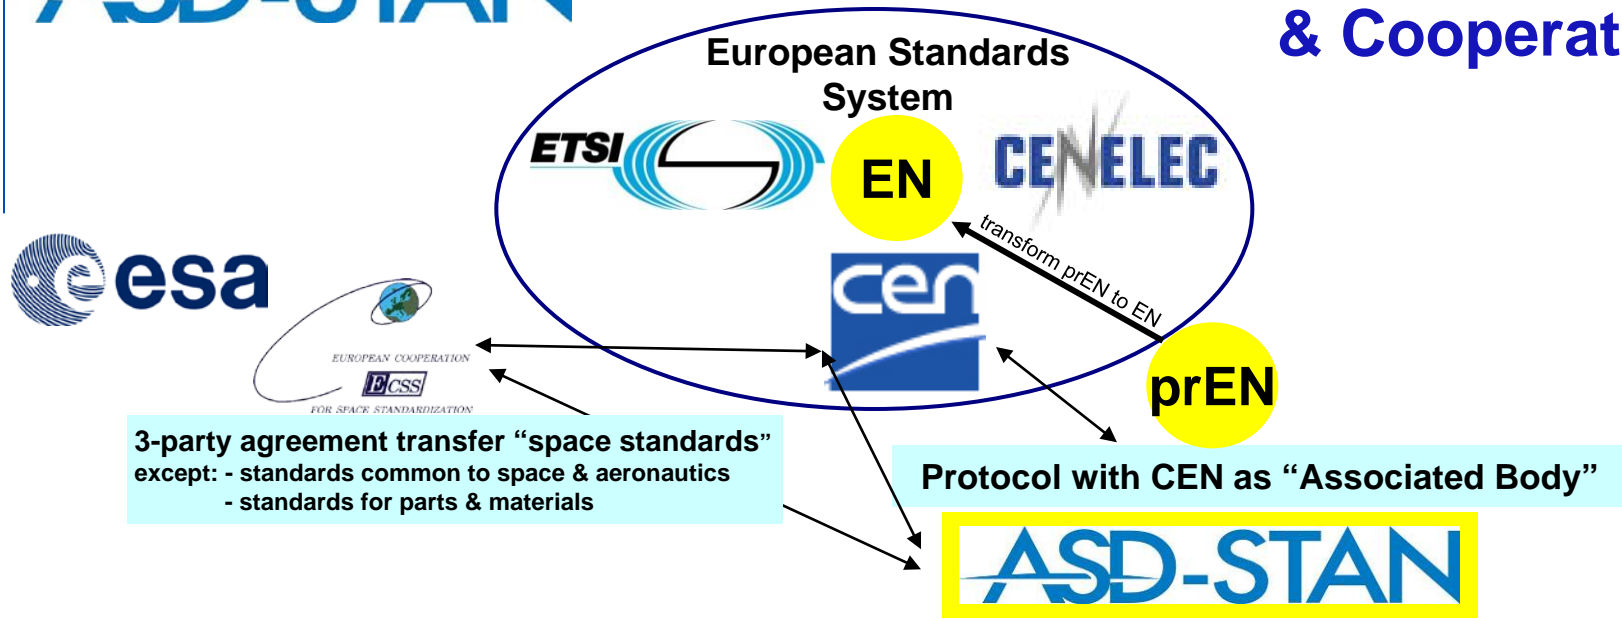 ASD-STAN
& Cooperat
European Standards
System
ETSI
EN
CENELEC
transform prEN to EN
esa
cen
EUROPEAN COOPERATION
ECSS
FOR SPACE STANDARDIZATION
prEN
3-party agreement transfer “space standards”
except: - standards common to space & aeronautics
- standards for parts & materials
Protocol with CEN as “Associated Body”
ASD-STAN